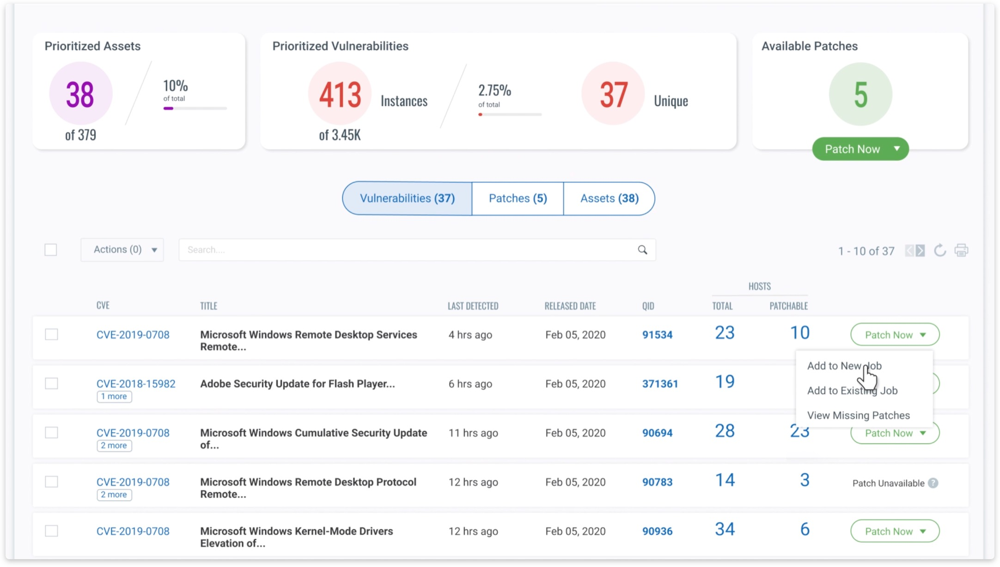 Prioritized Assets
38
of 379
10%
of total
Prioritized Vulnerabilities
413
Instances
of 3.45K
2.75%
of total
37
Unique
Available Patches
5
Patch Now
Vulnerabilities (37)
Patches (5)
Assets (38)
Actions (0)
Search....
1 - 10 of 37
HOSTS
CVE TITLE LAST DETECTED RELEASED DATE QID TOTAL PATCHABLE
CVE-2019-0708 Microsoft Windows Remote Desktop Services 4 hrs ago Feb 05, 2020 91534 23 10 Patch Now
Remote...
Add to New Job
Add to Existing Job
View Missing Patches
CVE-2018-15982 Adobe Security Update for Flash Player... 6 hrs ago Feb 05, 2020 371361 19
1 more
CVE-2019-0708 Microsoft Windows Cumulative Security Update 11 hrs ago Feb 05, 2020 90694 28 23 Patch Now
2 more of...
CVE-2019-0708 Microsoft Windows Remote Desktop Protocol 12 hrs ago Feb 05, 2020 90783 14 3 Patch Unavailable ?
2 more Remote...
CVE-2019-0708 Microsoft Windows Kernel-Mode Drivers 12 hrs ago Feb 05, 2020 90936 34 6 Patch Now
Elevation of...